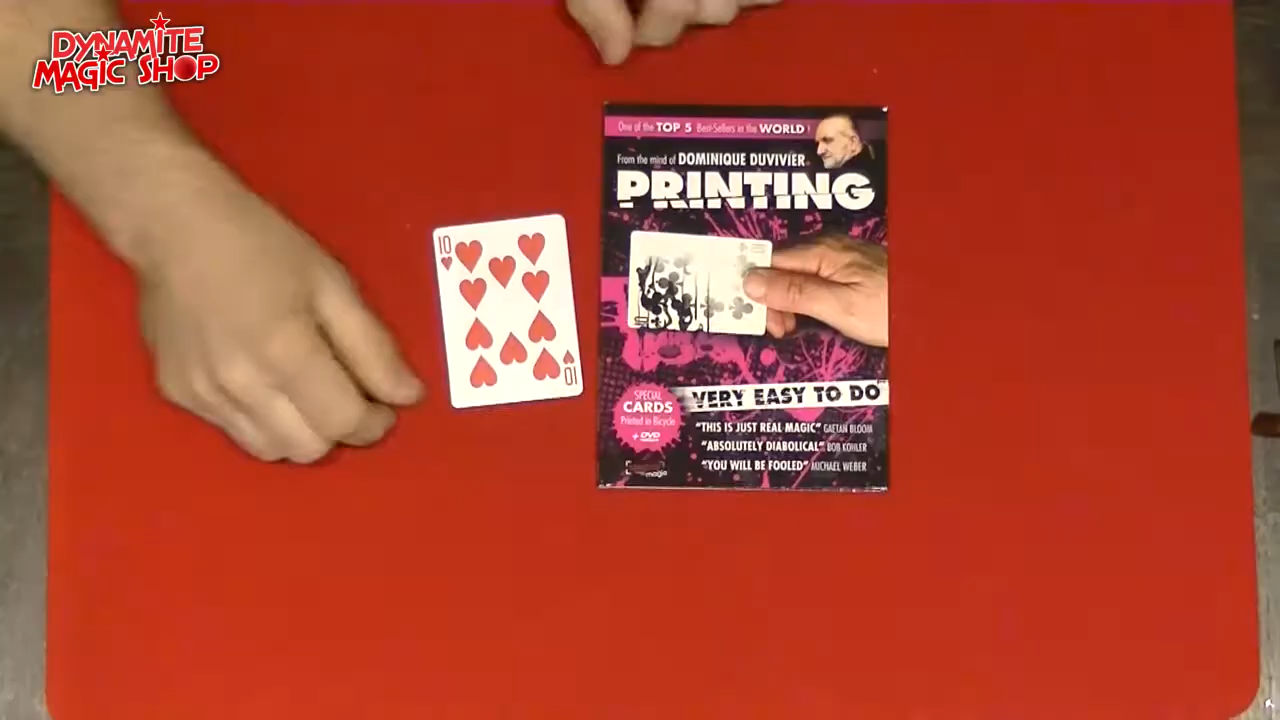 DYNAMITE
MAGIC SHOP
One of the TOP 5 Best-Sellers in the WORLD !
From the mind of DOMINIQUE DUVIVIER
PRINTING
10
10
VERY EASY TO DO
SPECIAL
CARDS
Printed in Bicycle
+ DVD
"THIS IS JUST REAL MAGIC" GAETAN BLOOM
"ABSOLUTELY DIABOLICAL" BOB KOHLER
"YOU WILL BE FOOLED" MICHAEL WEBER
magic